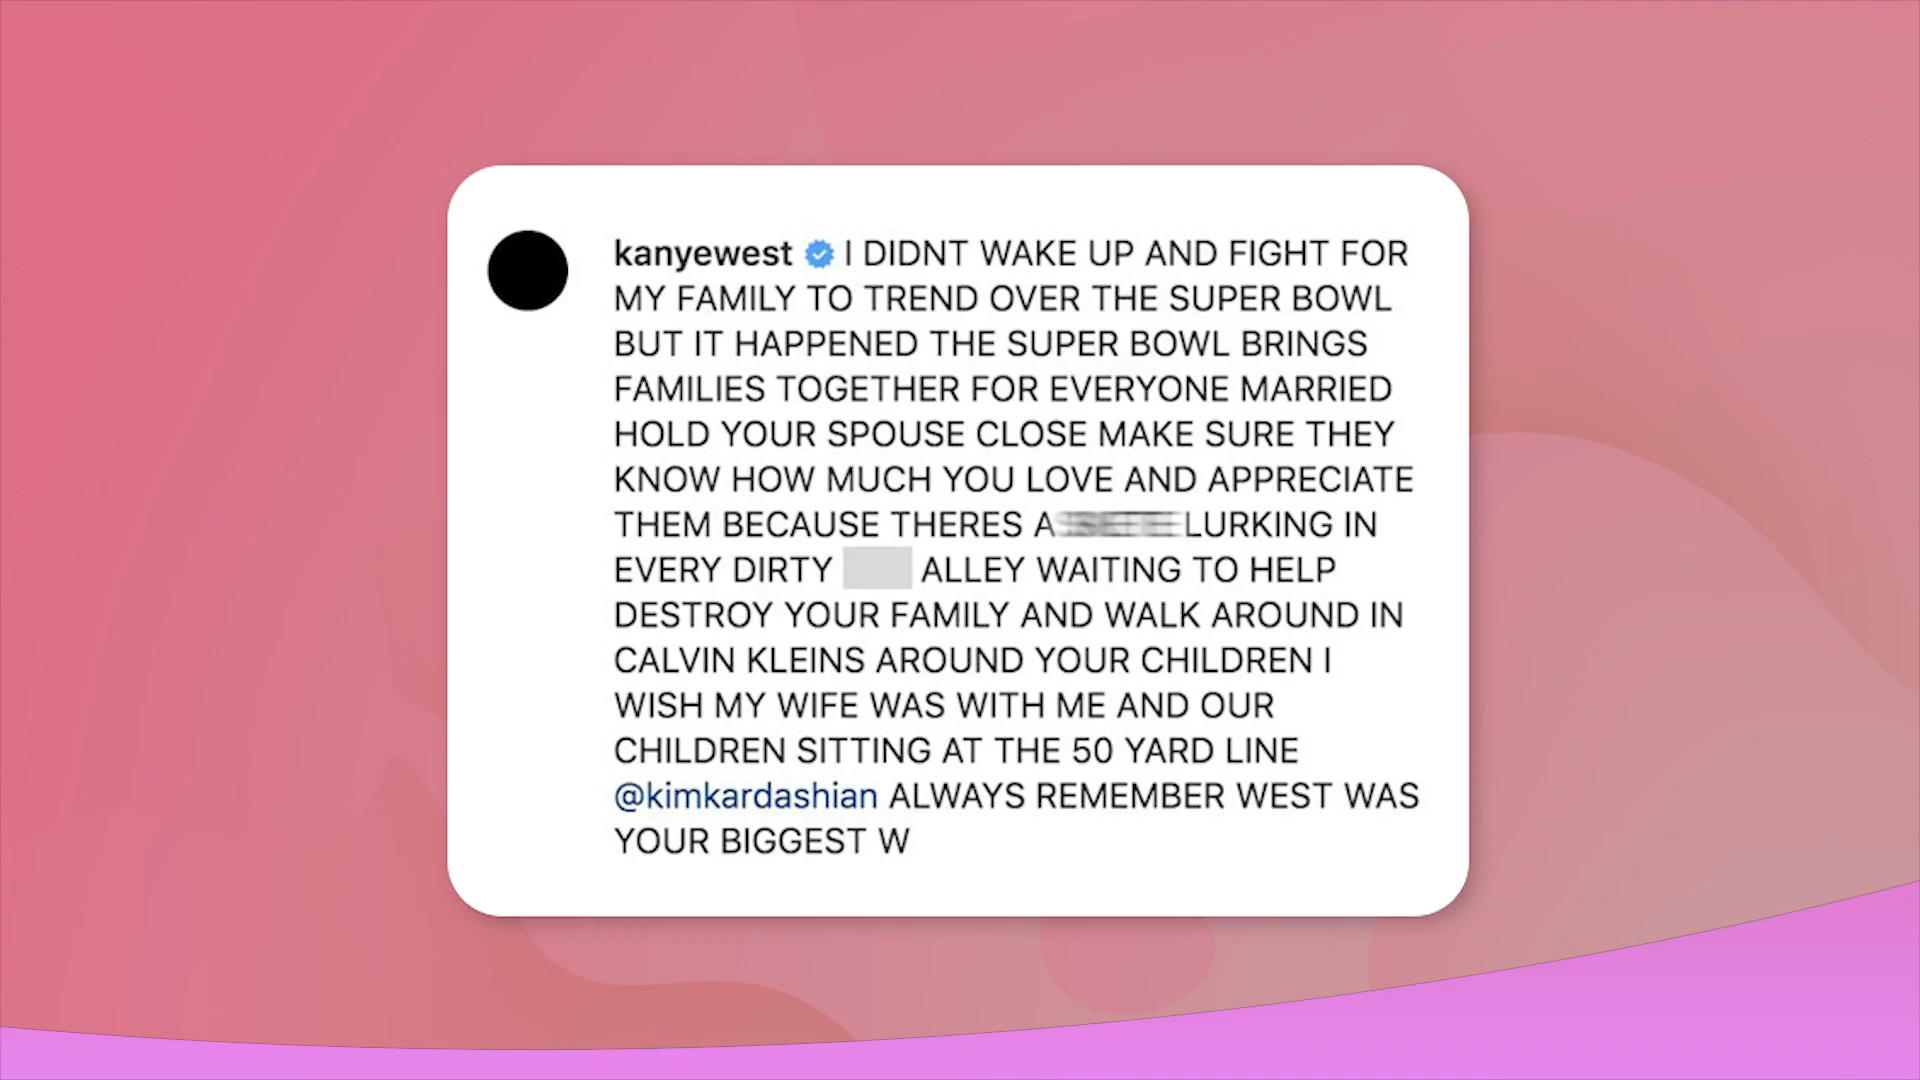 kanyewest I DIDNT WAKE UP AND FIGHT FOR
MY FAMILY TO TREND OVER THE SUPER BOWL
BUT IT HAPPENED THE SUPER BOWL BRINGS
FAMILIES TOGETHER FOR EVERYONE MARRIED
HOLD YOUR SPOUSE CLOSE MAKE SURE THEY
KNOW HOW MUCH YOU LOVE AND APPRECIATE
THEM BECAUSE THERES A LURKING IN
EVERY DIRTY ALLEY WAITING TO HELP
DESTROY YOUR FAMILY AND WALK AROUND IN
CALVIN KLEINS AROUND YOUR CHILDREN I
WISH MY WIFE WAS WITH ME AND OUR
CHILDREN SITTING AT THE 50 YARD LINE
@kimkardashian ALWAYS REMEMBER WEST WAS
YOUR BIGGEST W